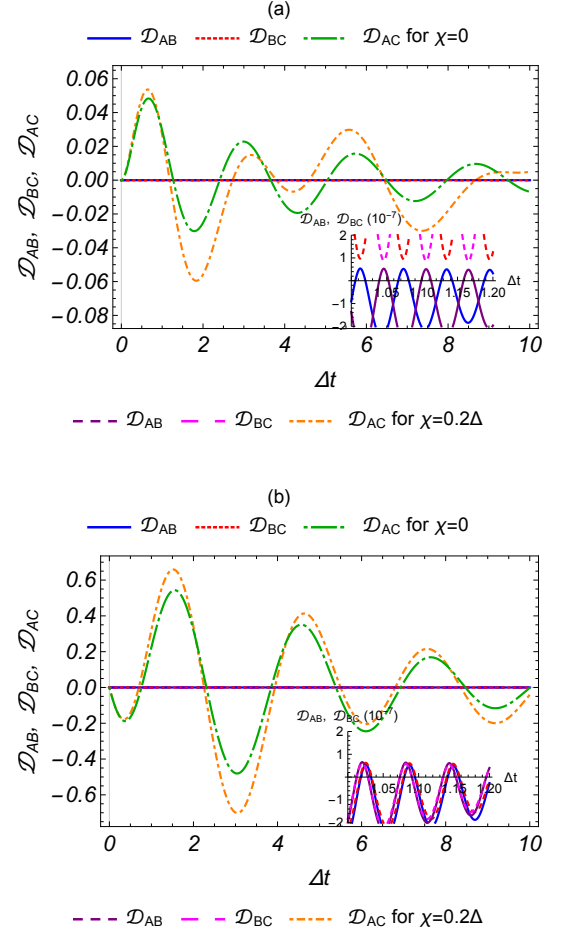 (a)
𝒟AB 𝒟BC 𝒟AC for χ=0
0.06
0.04
0.02
0.00
−0.02
−0.04
−0.06
−0.08
𝒟AB, 𝒟BC, 𝒟AC
𝒟AB, 𝒟BC (10⁻⁷)
2
1
−1
−2
1.05 1.10 1.15 1.20
Δt
0 2 4 6 8 10
Δt
𝒟AB 𝒟BC 𝒟AC for χ=0.2Δ
(b)
𝒟AB 𝒟BC 𝒟AC for χ=0
0.6
0.4
0.2
0.0
−0.2
−0.4
−0.6
𝒟AB, 𝒟BC, 𝒟AC
𝒟AB, 𝒟BC (10⁻⁷)
2
1
−1
−2
1.05 1.10 1.15 1.20
Δt
0 2 4 6 8 10
Δt
𝒟AB 𝒟BC 𝒟AC for χ=0.2Δ